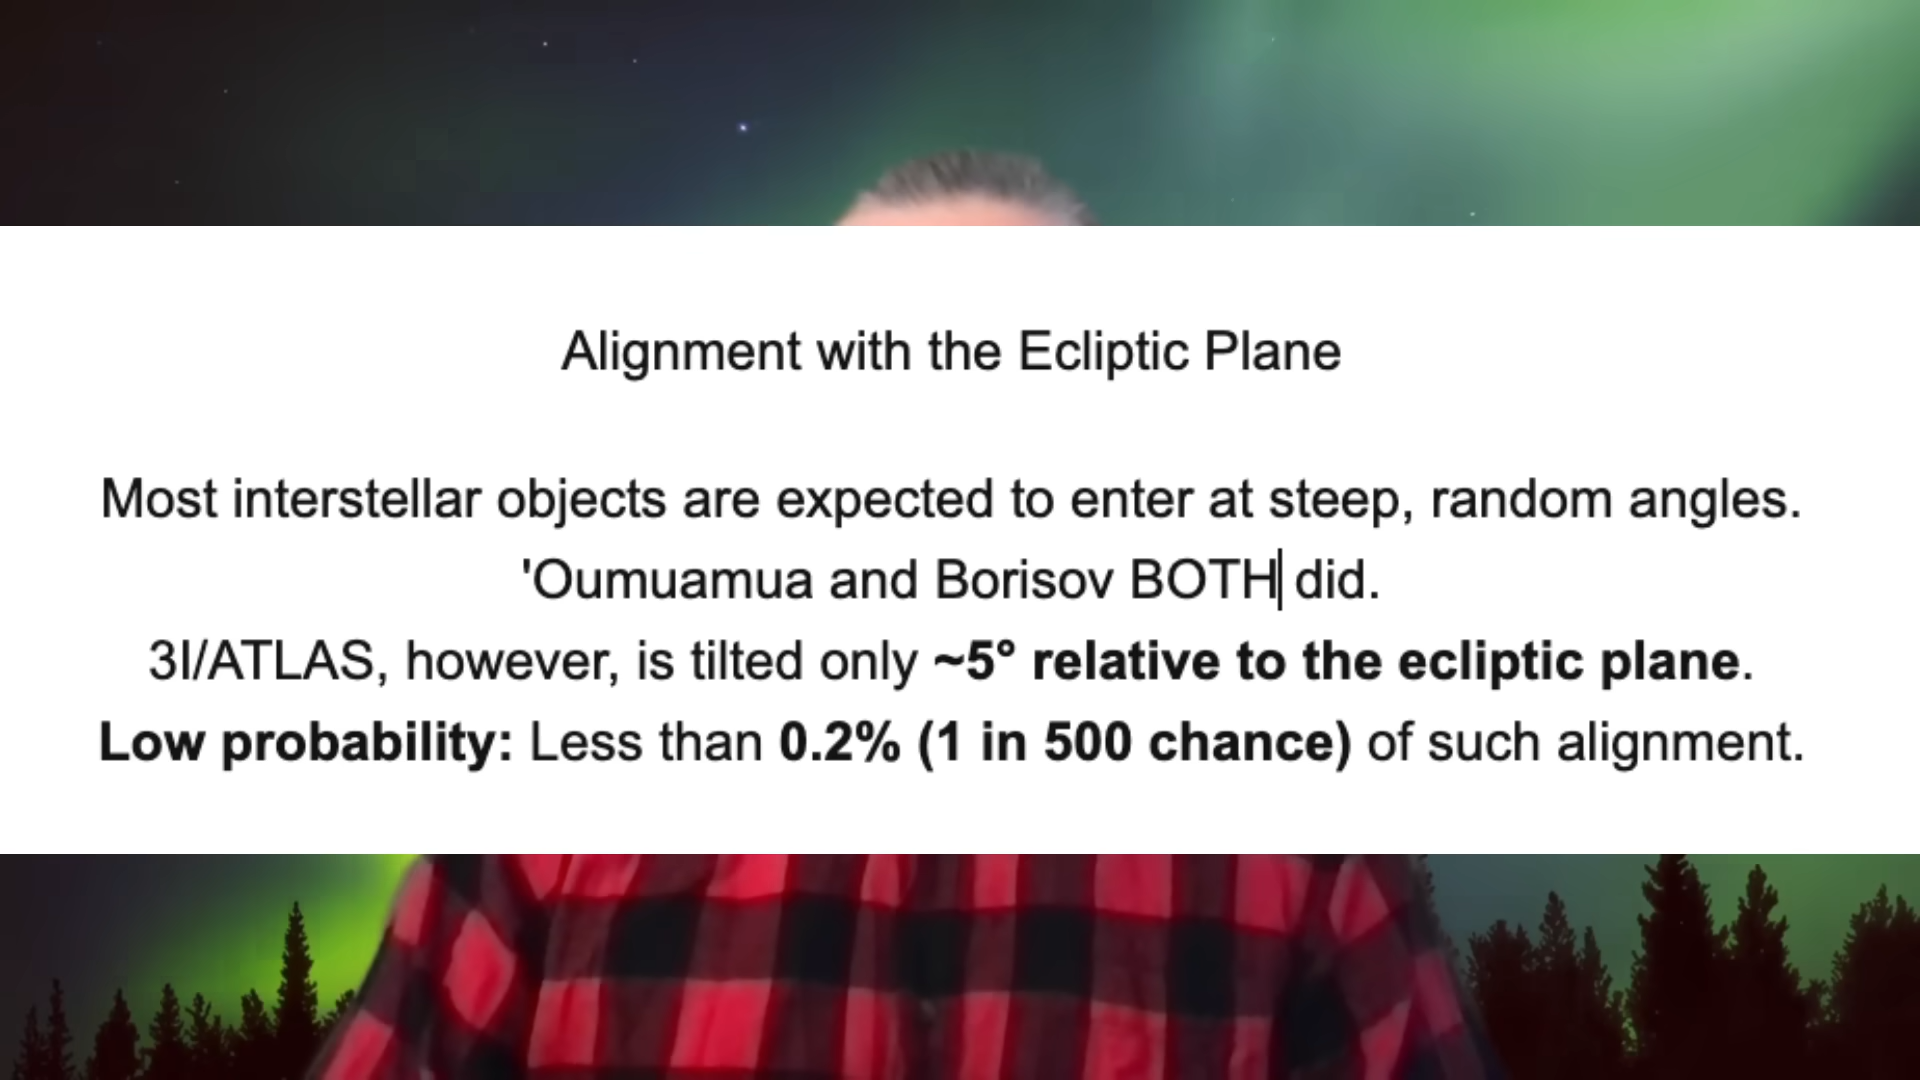 Alignment with the Ecliptic Plane
Most interstellar objects are expected to enter at steep, random angles.
'Oumuamua and Borisov BOTH did.
3I/ATLAS, however, is tilted only ~5° relative to the ecliptic plane.
Low probability: Less than 0.2% (1 in 500 chance) of such alignment.